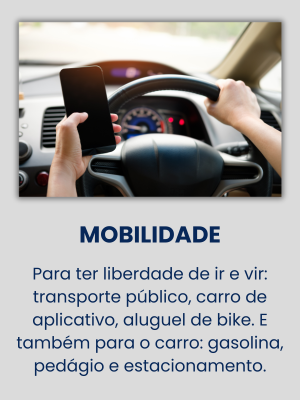 MOBILIDADE
Para ter liberdade de ir e vir:
transporte público, carro de
aplicativo, aluguel de bike. E
também para o carro: gasolina,
pedágio e estacionamento.